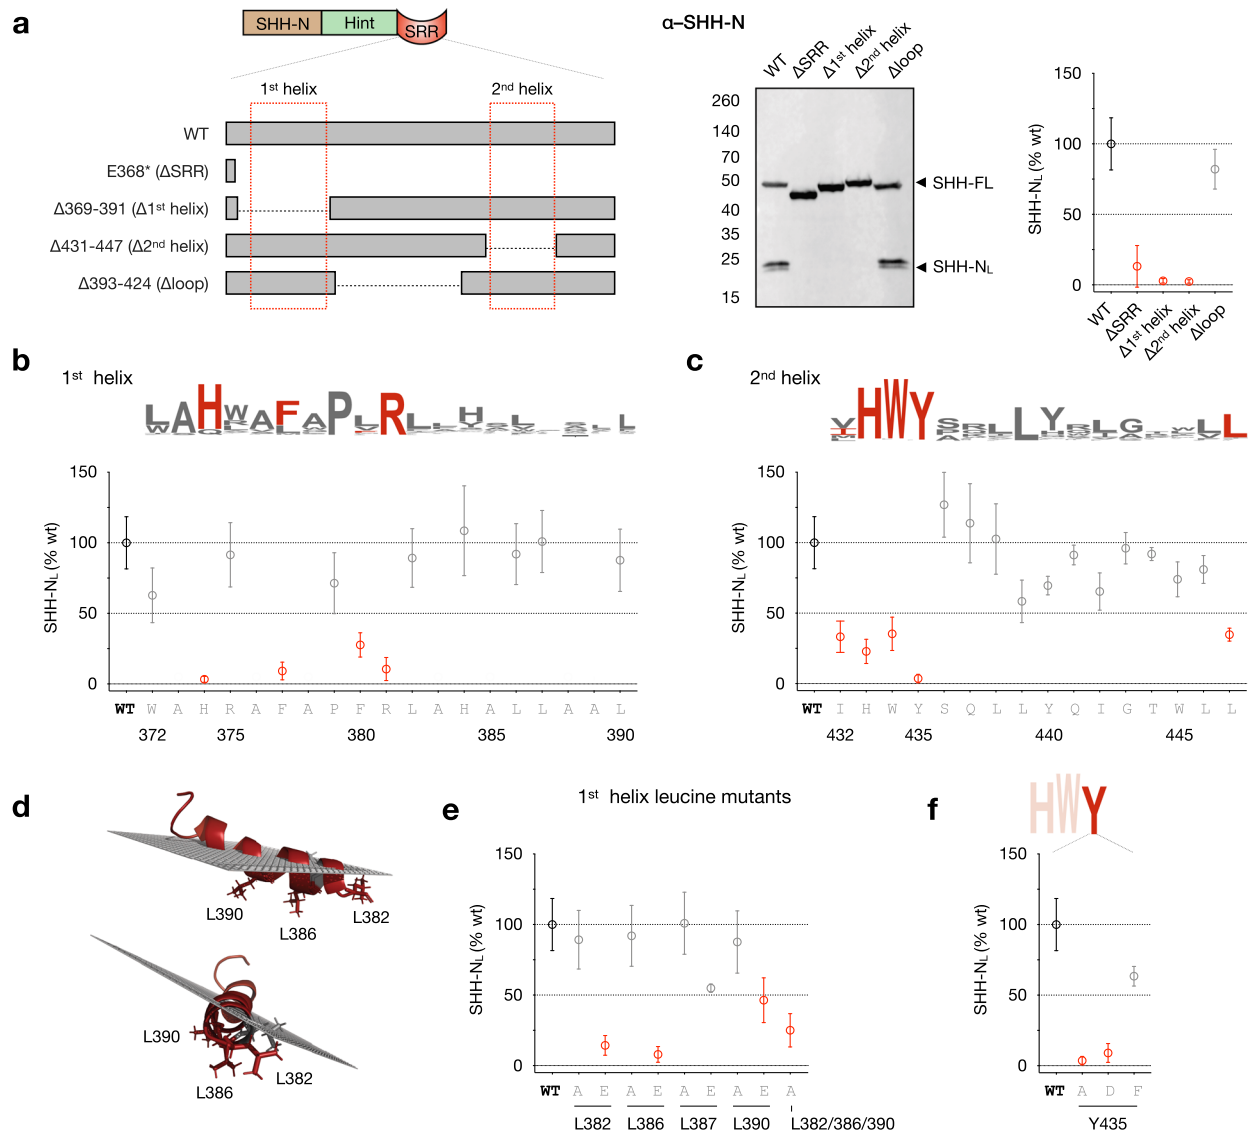 a
SHH-N Hint SRR
1st helix 2nd helix
WT
E368* (ΔSRR)
Δ369-391 (Δ1st helix)
Δ431-447 (Δ2nd helix)
Δ393-424 (Δloop)
α–SHH-N
WT ΔSRR Δ1st helix Δ2nd helix Δloop
260
140
70
50
40
35
25
15
SHH-FL
SHH-NL
SHH-NL (% wt)
150
100
50
0
WT ΔSRR Δ1st helix Δ2nd helix Δloop
b
1st helix
SHH-NL (% wt)
150
100
50
0
WT W A H R A F A P F R L A H A L L A A L
372 375 380 385 390
c
2nd helix
SHH-NL (% wt)
150
100
50
0
WT I H W Y S Q L L Y Q I G T W L L
432 435 440 445
d
L390
L386
L382
L390
L382
L386
e
1st helix leucine mutants
SHH-NL (% wt)
150
100
50
0
WT A E A E A E A E A
L382 L386 L387 L390 L382/386/390
f
HWY
SHH-NL (% wt)
150
100
50
0
WT A D F
Y435